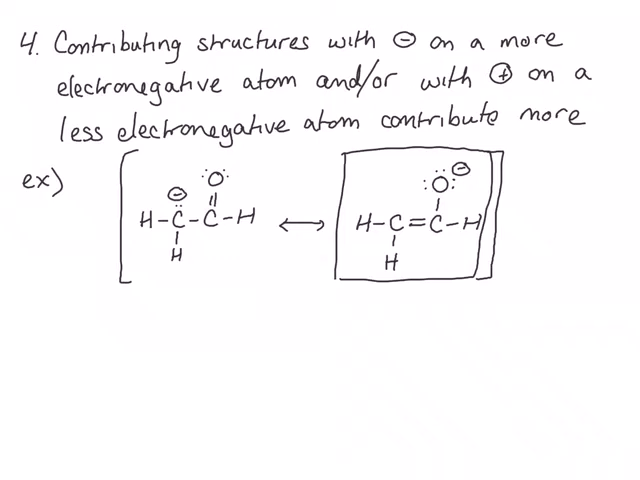 4. Contributing structures with ⊖ on a more
electronegative atom and/or with ⊕ on a
less electronegative atom contribute more
ex)
[ ⊖ :O: ⊖
:O:
H-C-C-H ⟷ H-C=C-H ]
H H